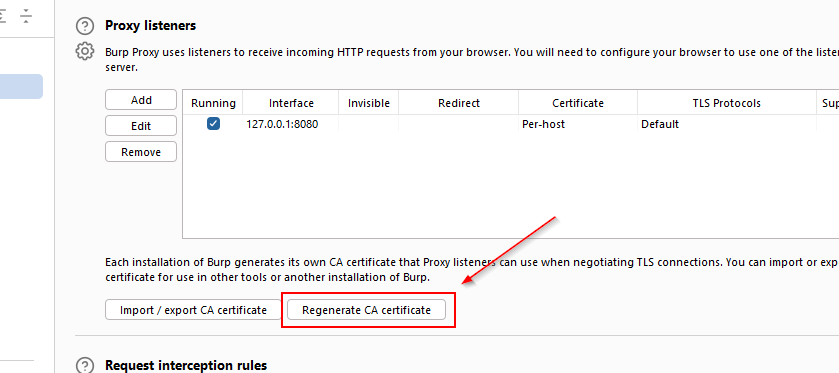 Proxy listeners
Burp Proxy uses listeners to receive incoming HTTP requests from your browser. You will need to configure your browser to use one of the
server.
Add
Running Interface Invisible Redirect Certificate TLS Protocols
127.0.0.1:8080 Per-host Default
Edit
Remove
Each installation of Burp generates its own CA certificate that Proxy listeners can use when negotiating TLS connections. You can import or
certificate for use in other tools or another installation of Burp.
Import / export CA certificate Regenerate CA certificate
Request interception rules